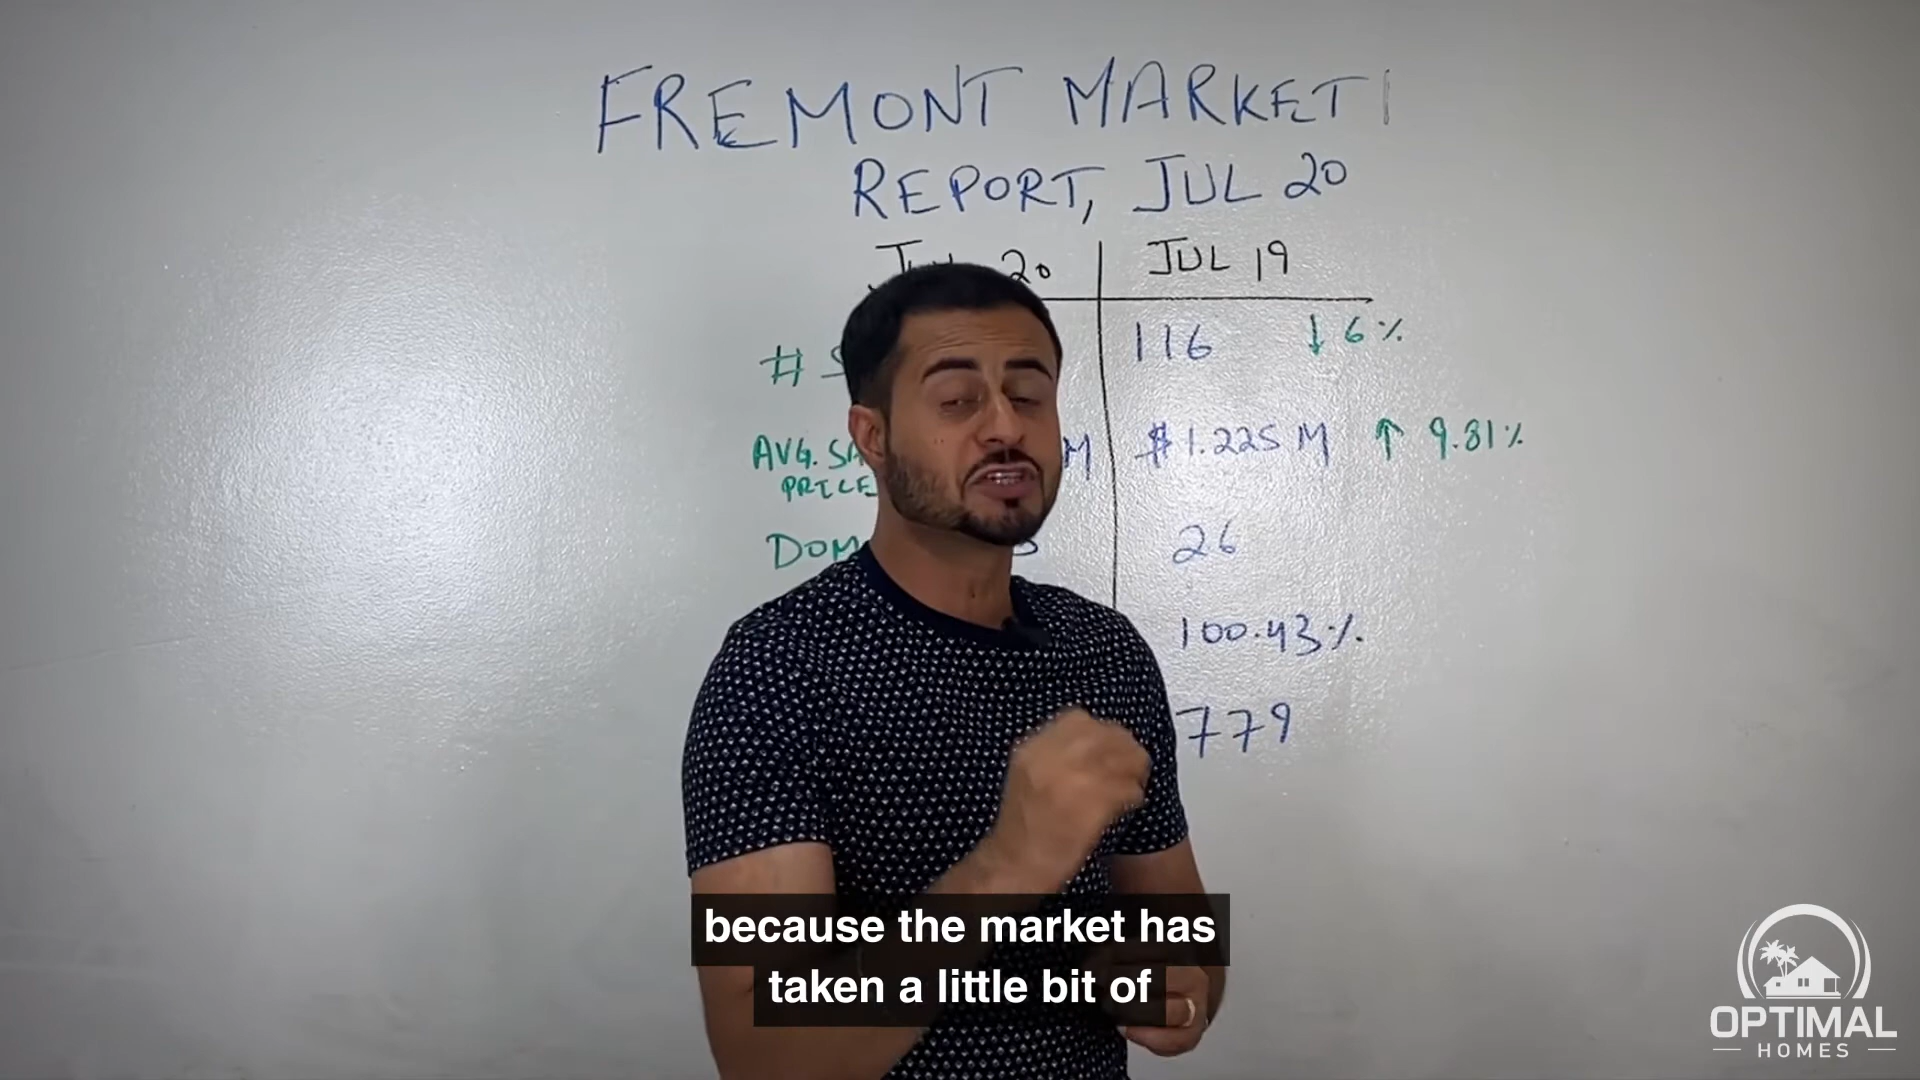 FREMONT MARKET
REPORT, JUL 20
20 JUL 19
# 116 ↓ 6%
AVG. M $1.225 M ↑ 9.81%
PRICE
DOM 26
100.43%
779
because the market has
taken a little bit of
OPTIMAL
HOMES